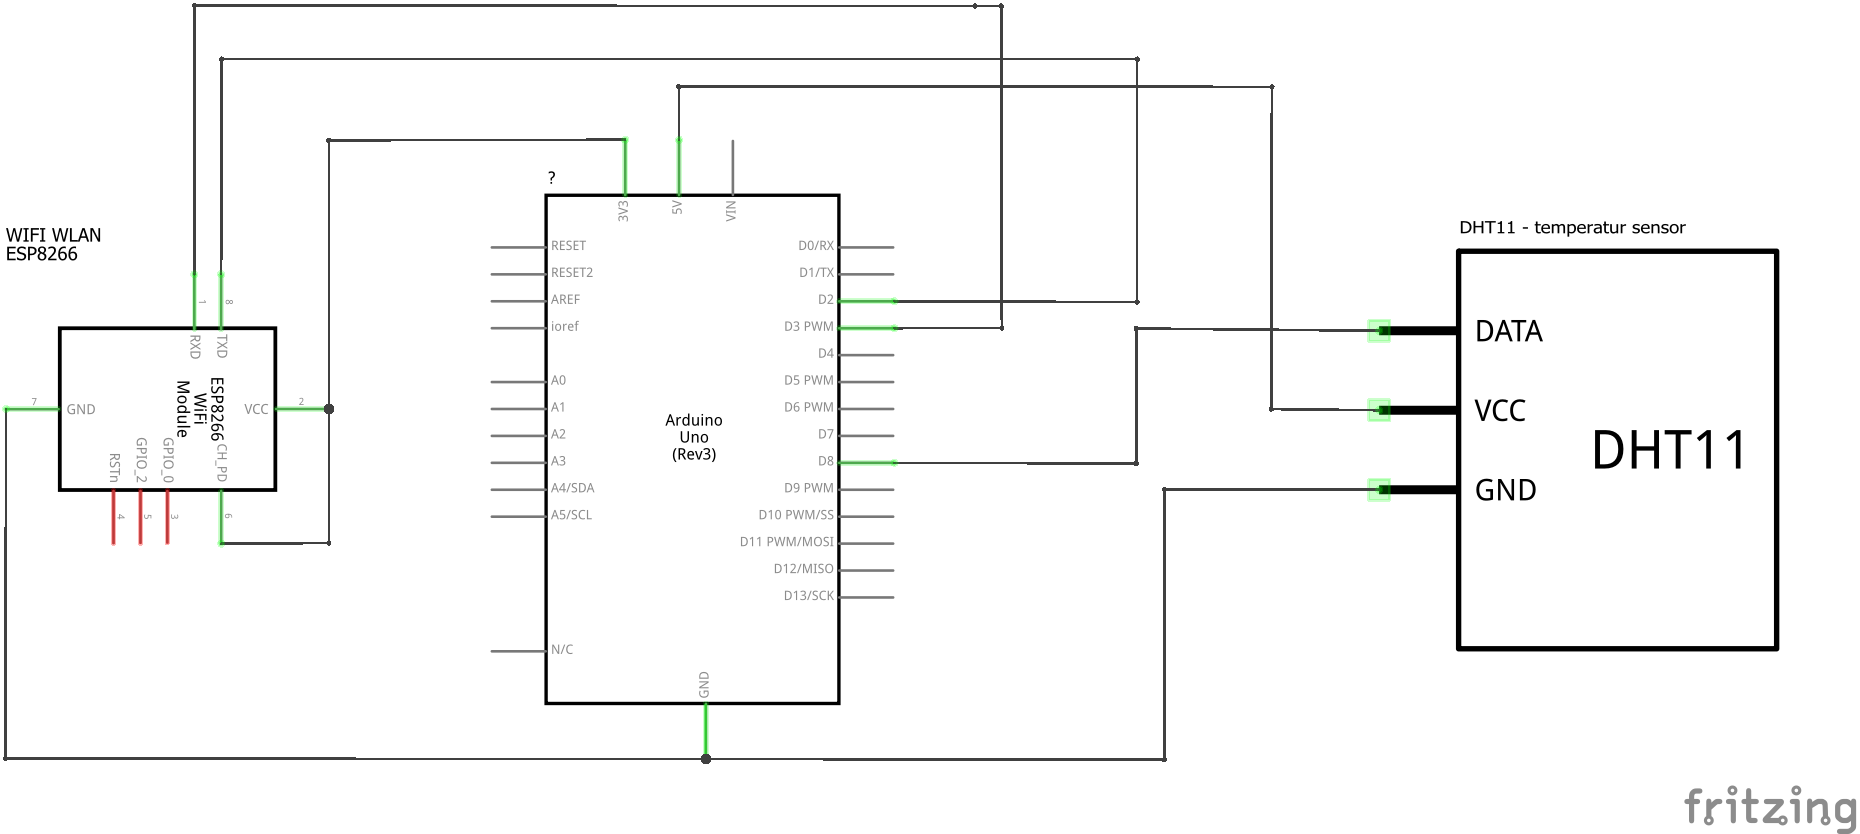 WIFI WLAN
ESP8266
1
8
RXD
TXD
ESP8266
WiFi
Module
7
GND
VCC
2
RSTn
GPIO_2
GPIO_0
CH_PD
4
5
3
6
?
3V3
5V
VIN
RESET
RESET2
AREF
ioref
A0
A1
A2
A3
A4/SDA
A5/SCL
N/C
Arduino
Uno
(Rev3)
D0/RX
D1/TX
D2
D3 PWM
D4
D5 PWM
D6 PWM
D7
D8
D9 PWM
D10 PWM/SS
D11 PWM/MOSI
D12/MISO
D13/SCK
GND
DHT11 - temperatur sensor
DATA
VCC
DHT11
GND
fritzing